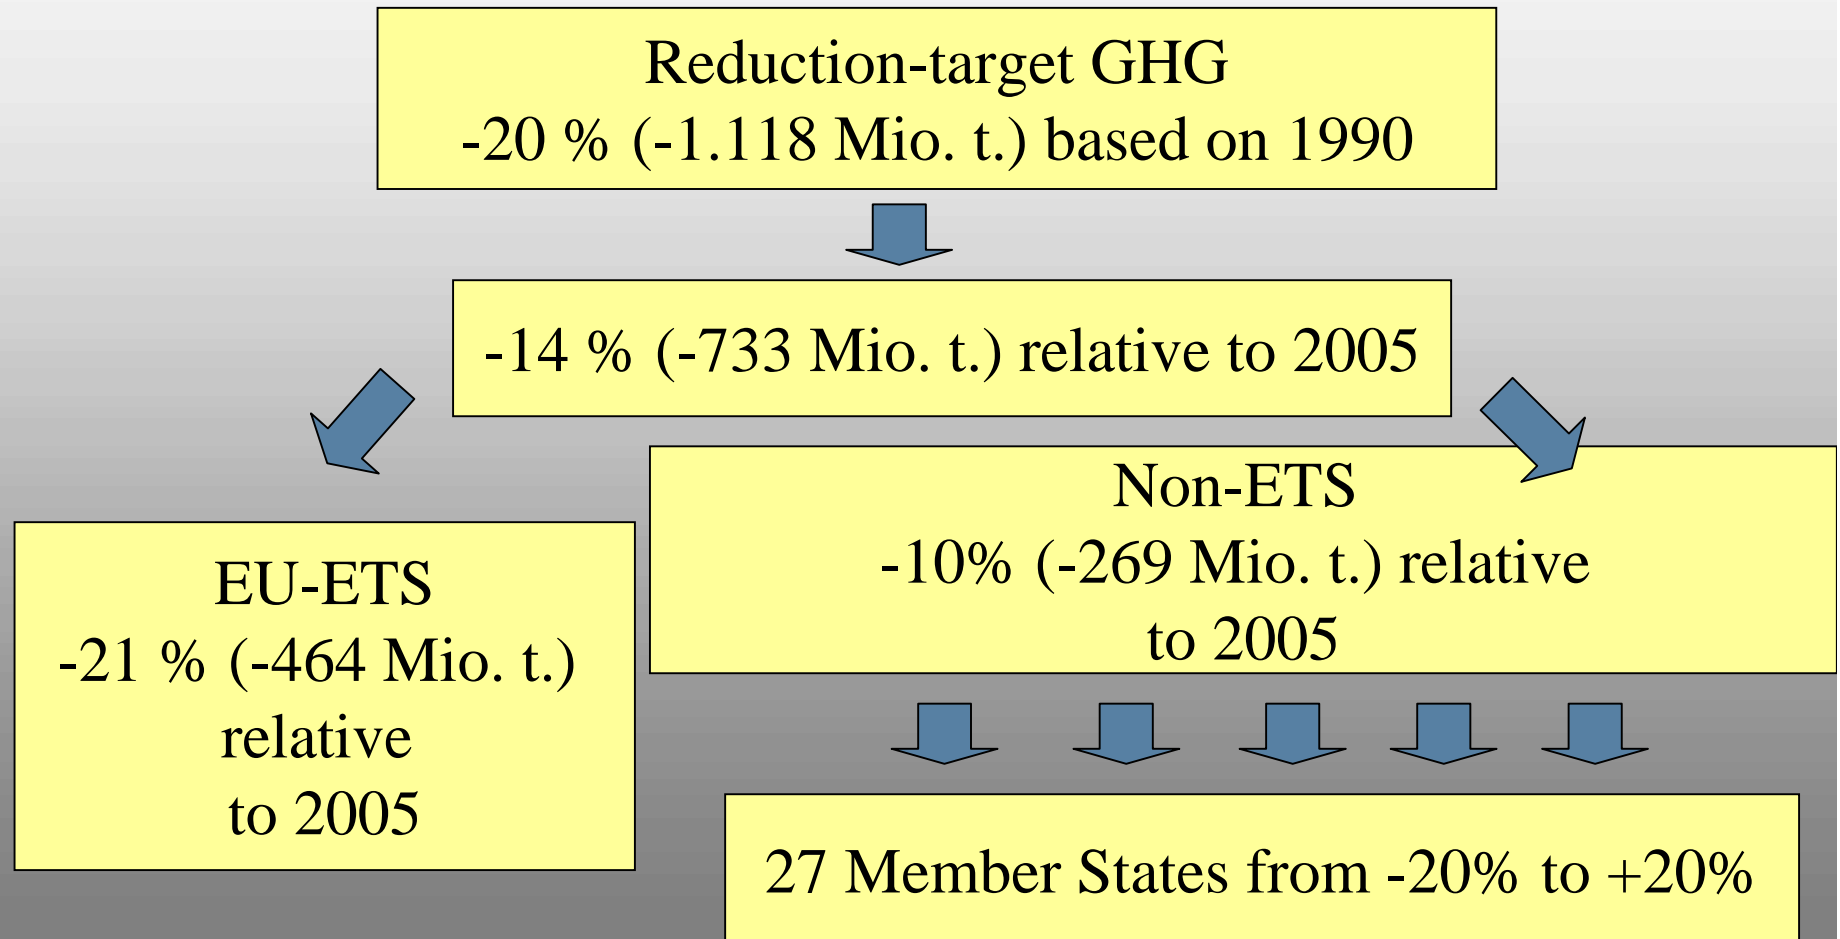 Reduction-target GHG
-20 % (-1.118 Mio. t.) based on 1990
-14 % (-733 Mio. t.) relative to 2005
EU-ETS
-21 % (-464 Mio. t.)
relative
to 2005
Non-ETS
-10% (-269 Mio. t.) relative
to 2005
27 Member States from -20% to +20%